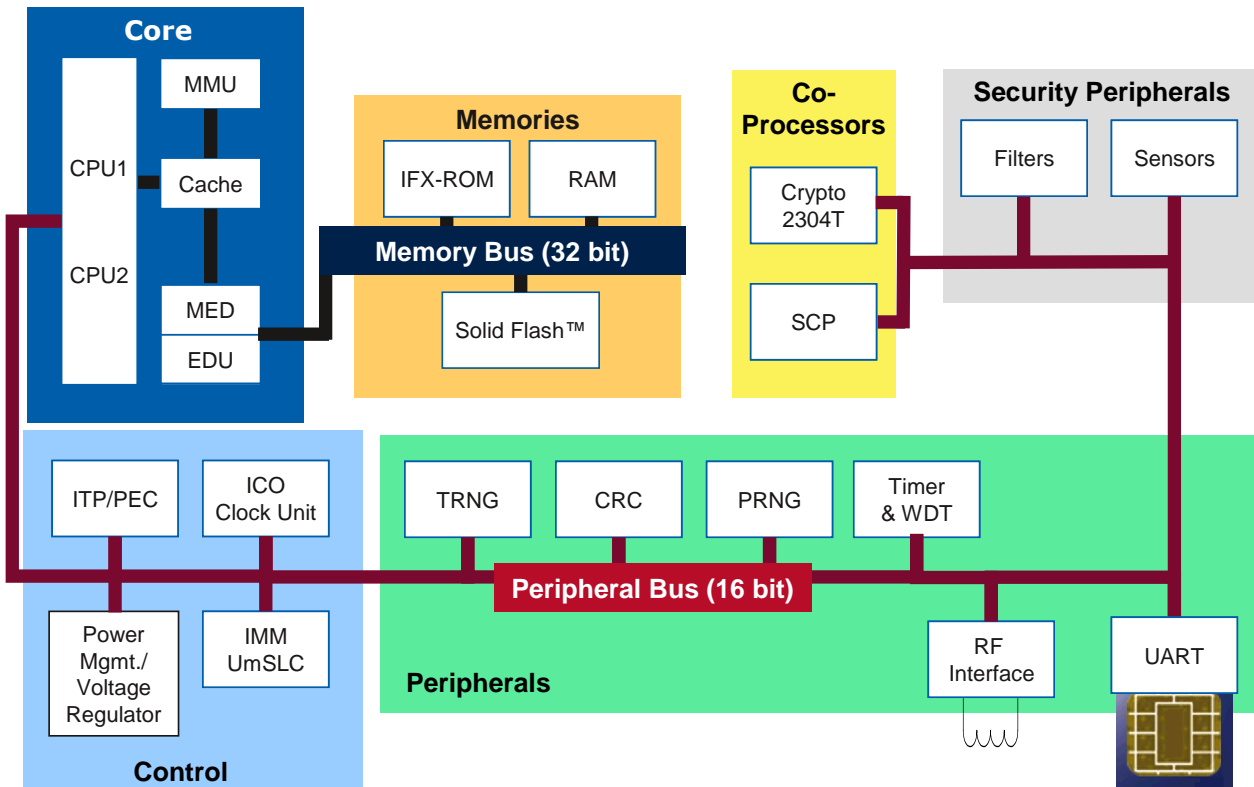 Core
MMU
CPU1
Cache
CPU2
MED
EDU
Memories
IFX-ROM
RAM
Memory Bus (32 bit)
Solid Flash™
Co-
Processors
Crypto
2304T
SCP
Security Peripherals
Filters
Sensors
ITP/PEC
ICO
Clock Unit
Power
Mgmt./
Voltage
Regulator
IMM
UmSLC
Control
TRNG
CRC
PRNG
Timer
& WDT
Peripheral Bus (16 bit)
RF
Interface
UART
Peripherals